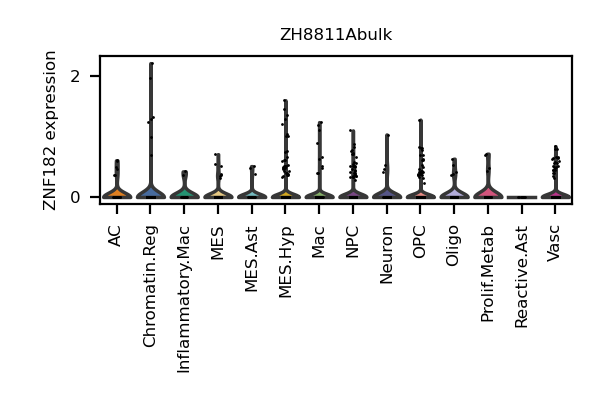 ZH8811Abulk
ZNF182 expression
2
0
AC
Chromatin.Reg
Inflammatory.Mac
MES
MES.Ast
MES.Hyp
Mac
NPC
Neuron
OPC
Oligo
Prolif.Metab
Reactive.Ast
Vasc